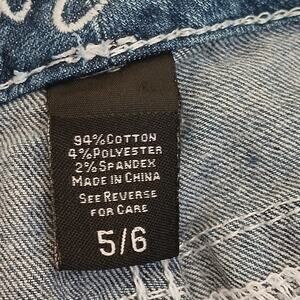 94%COTTON
4%POLYESTER
2%SPANDEX
MADE IN CHINA
SEE REVERSE
FOR CARE
5/6